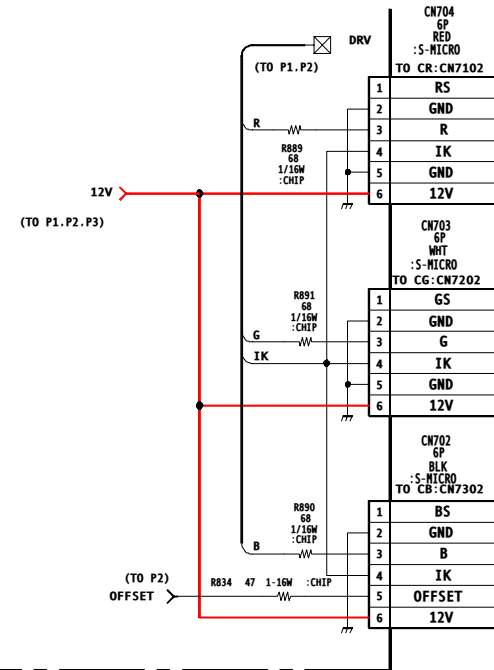 CN704
6P
RED
:S-MICRO
TO CR:CN7102
DRV
(TO P1.P2)
1 RS
2 GND
R
3 R
R889
68
1/16W
:CHIP
4 IK
5 GND
12V
6 12V
(TO P1.P2.P3)
CN703
6P
WHT
:S-MICRO
TO CG:CN7202
R891
68
1/16W
:CHIP
1 GS
2 GND
G
3 G
IK
4 IK
5 GND
6 12V
CN702
6P
BLK
:S-MICRO
TO CB:CN7302
R890
68
1/16W
:CHIP
1 BS
2 GND
B
3 B
4 IK
(TO P2)
R834 47 1-16W :CHIP
OFFSET
5 OFFSET
6 12V